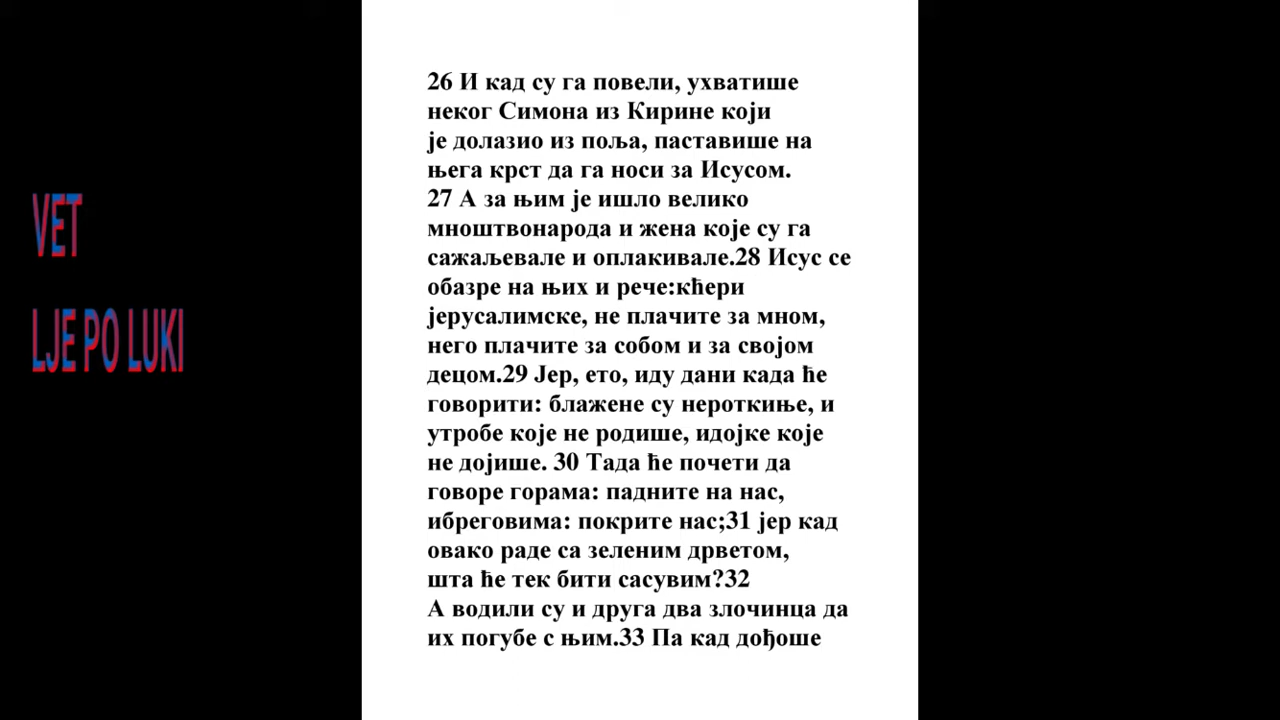 VET
LJE PO LUKI
26 И кад су га повели, ухватише
неког Симона из Кирине који
је долазио из поља, паставише на
њега крст да га носи за Исусом.
27 А за њим је ишло велико
мноштвонарода и жена које су га
сажаљевале и оплакивале.28 Исус се
обазре на њих и рече:кћери
јерусалимске, не плачите за мном,
него плачите за собом и за својом
децом.29 Јер, ето, иду дани када ће
говорити: блажене су нероткиње, и
утробе које не родише, идојке које
не дојише. 30 Тада ће почети да
говоре горама: падните на нас,
ибреговима: покрите нас;31 јер кад
овако раде са зеленим дрветом,
шта ће тек бити сасувим?32
А водили су и друга два злочинца да
их погубе с њим.33 Па кад дођоше